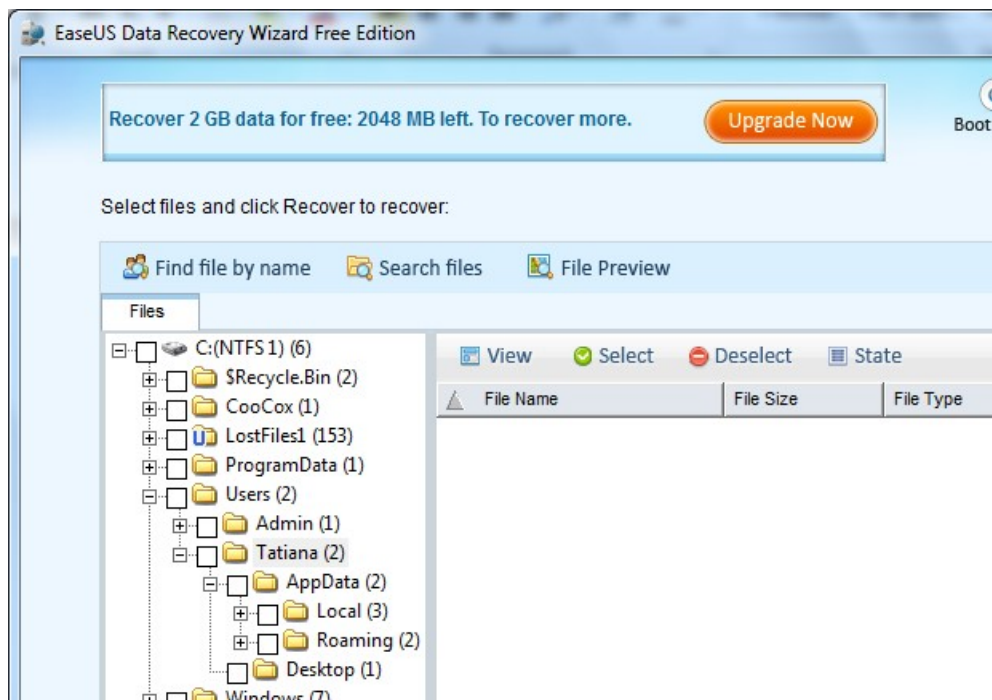 EaseUS Data Recovery Wizard Free Edition
Recover 2 GB data for free: 2048 MB left. To recover more.
Upgrade Now
Boot
Select files and click Recover to recover:
Find file by name
Search files
File Preview
Files
C:(NTFS 1) (6)
$Recycle.Bin (2)
CooCox (1)
LostFiles1 (153)
ProgramData (1)
Users (2)
Admin (1)
Tatiana (2)
AppData (2)
Local (3)
Roaming (2)
Desktop (1)
Windows (7)
View
Select
Deselect
State
File Name
File Size
File Type